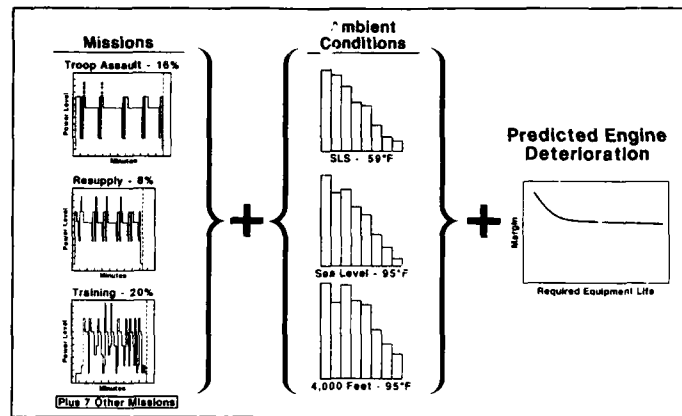 Missions
Troop Assault - 16%
Power Level
Minutes
Resupply - 8%
Power Level
Minutes
Training - 20%
Power Level
Minutes
Plus 7 Other Missions
+
Ambient
Conditions
SLS - 59°F
Sea Level - 95°F
4,000 Feet - 95°F
+
Predicted Engine
Deterioration
Margin
Required Equipment Life